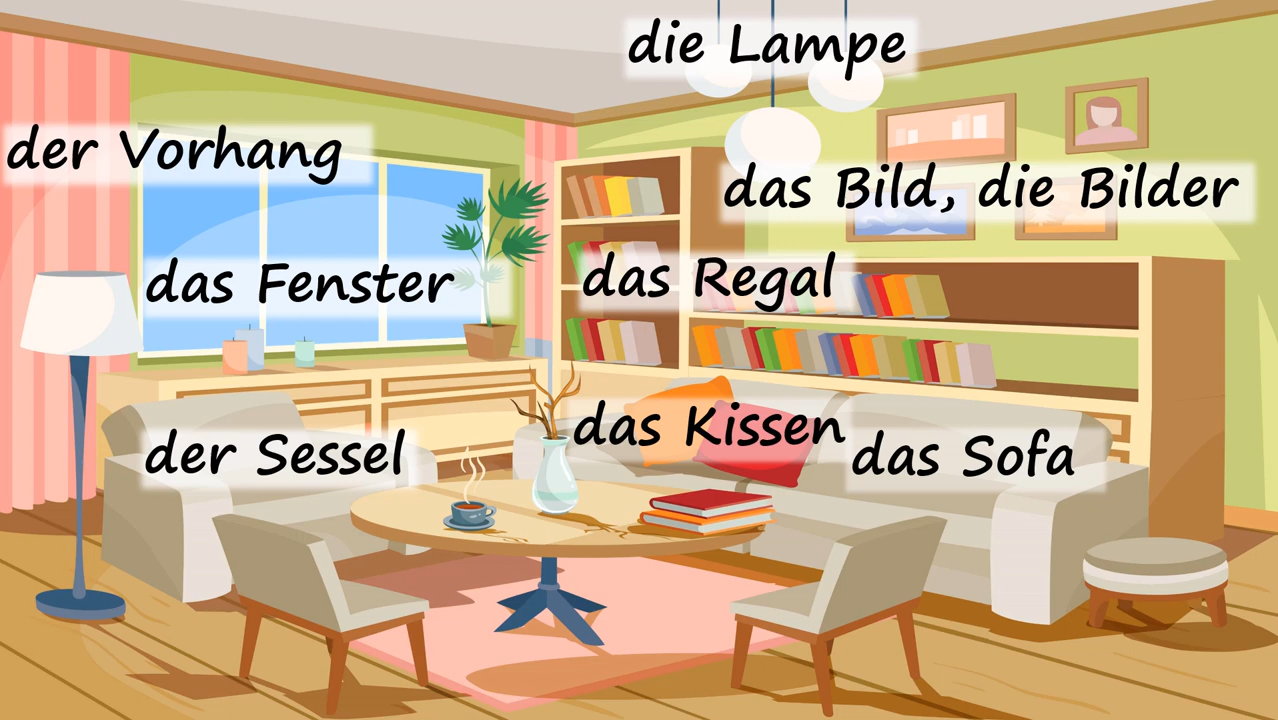 die Lampe
der Vorhang
das Bild, die Bilder
das Fenster
das Regal
der Sessel
das Kissen
das Sofa